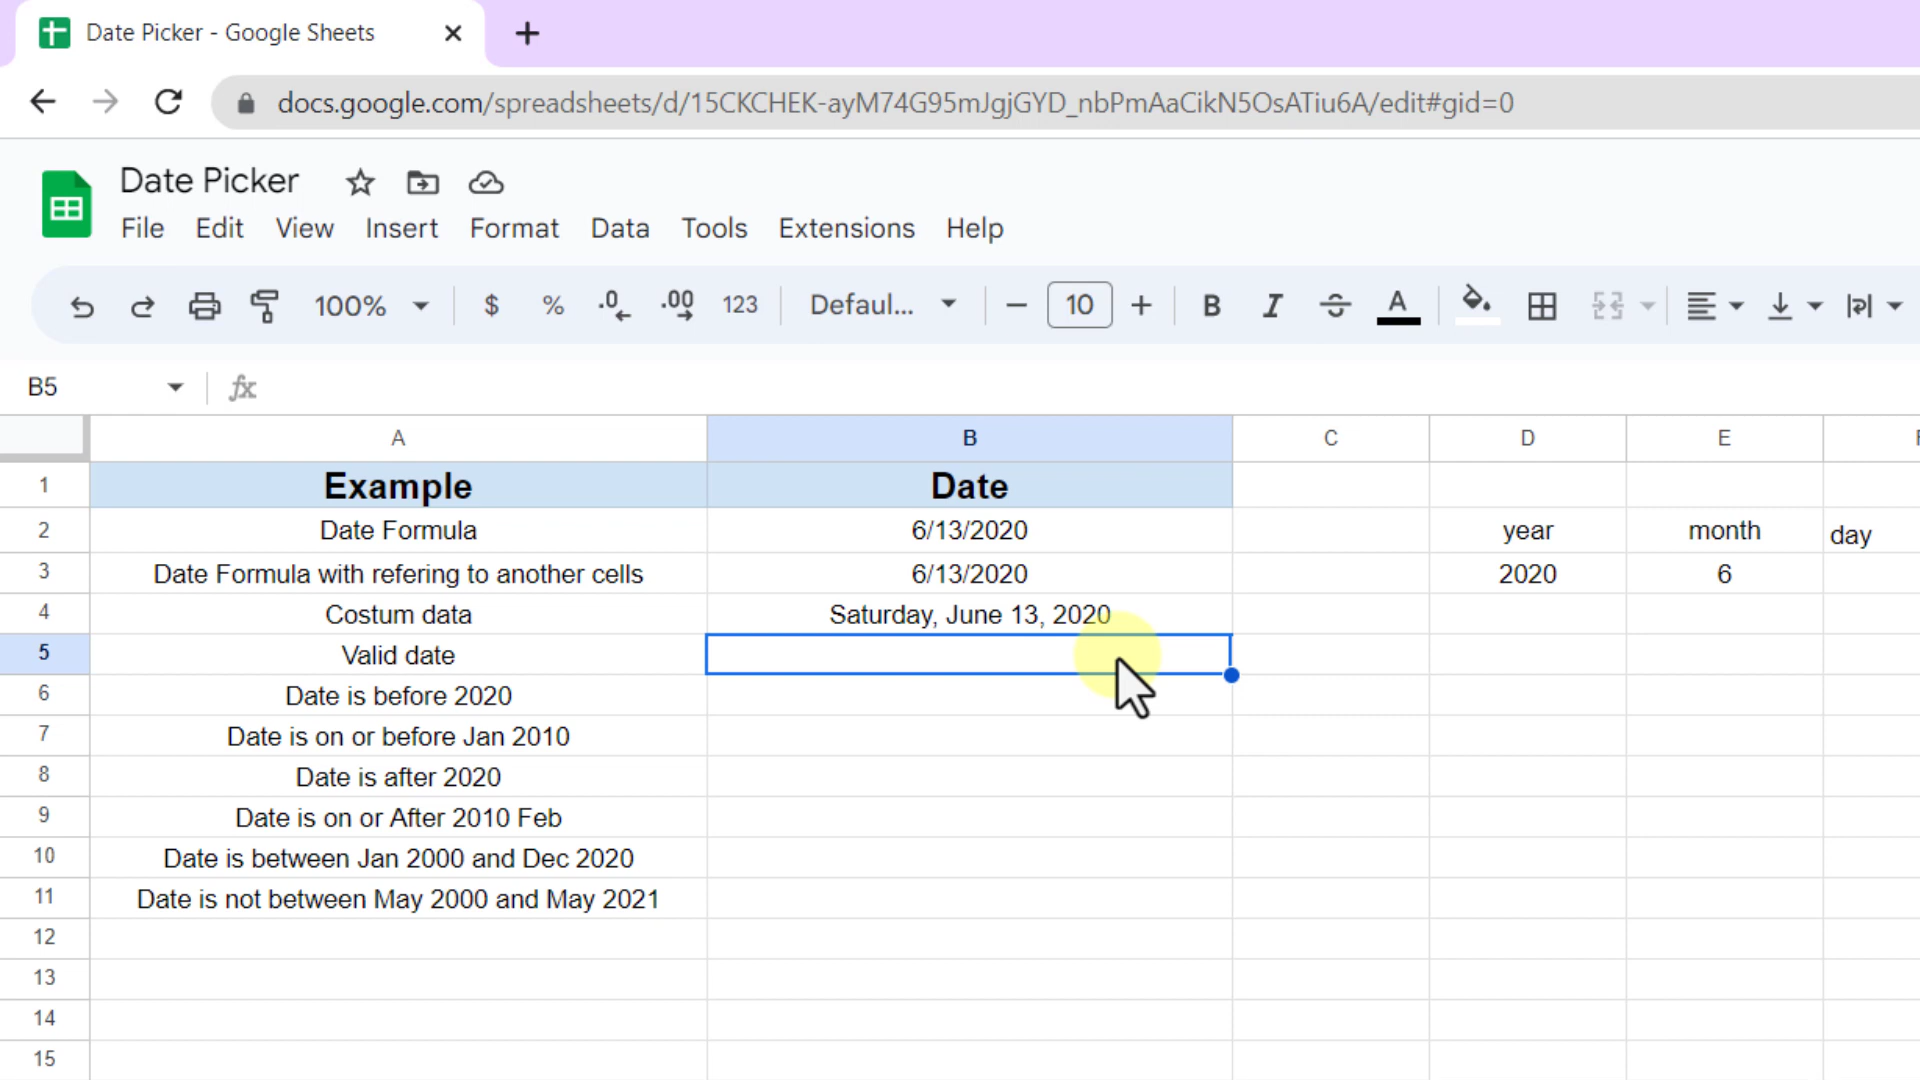 Date Picker - Google Sheets
docs.google.com/spreadsheets/d/15CKCHEK-ayM74G95mJgjGYD_nbPmAaCikN5OsATiu6A/edit#gid=0
Date Picker
File Edit View Insert Format Data Tools Extensions Help
100% $ % .0 .00 123 Defaul... 10 B I S A
B5 fx
A B C D E F
1 Example Date
2 Date Formula 6/13/2020 year month day
3 Date Formula with refering to another cells 6/13/2020 2020 6
4 Costum data Saturday, June 13, 2020
5 Valid date
6 Date is before 2020
7 Date is on or before Jan 2010
8 Date is after 2020
9 Date is on or After 2010 Feb
10 Date is between Jan 2000 and Dec 2020
11 Date is not between May 2000 and May 2021
12
13
14
15